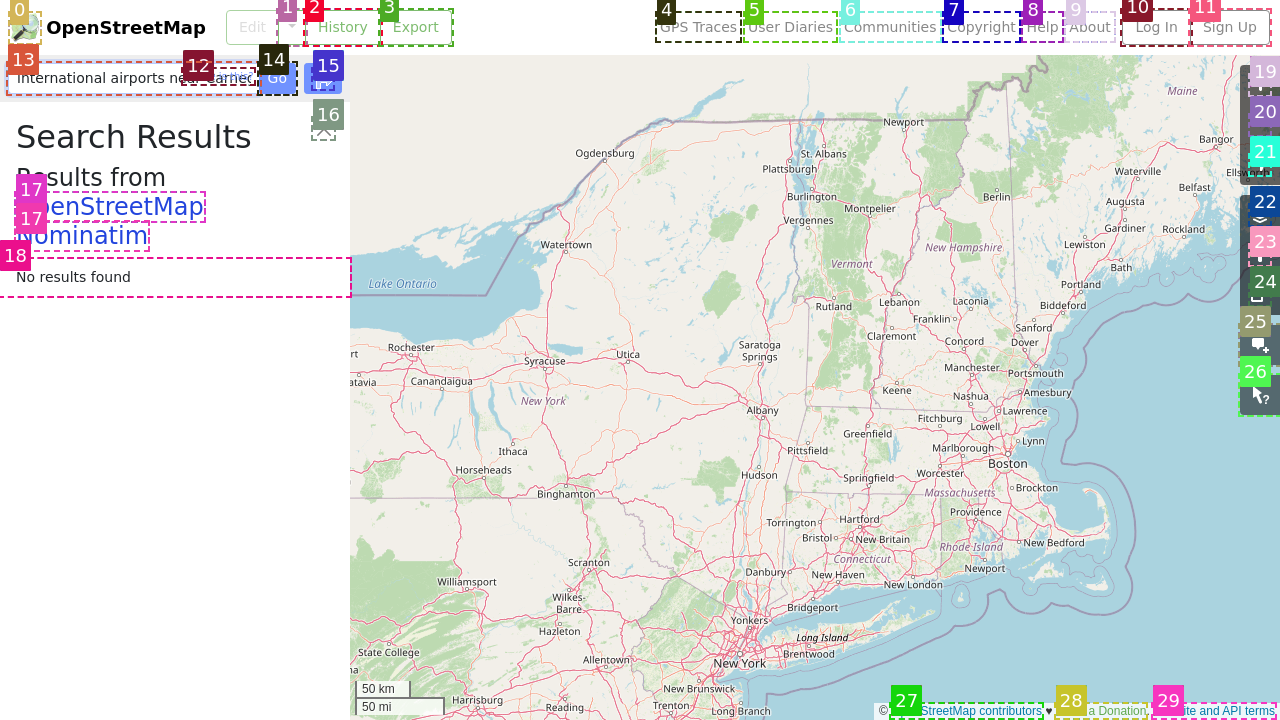 0
OpenStreetMap
Edit
1
2
History
3
Export
4
GPS Traces
5
User Diaries
6
Communities
7
Copyright
8
Help
9
About
10
Log In
11
Sign Up
13
International airports
12
14
Go
15
16
Search Results
Results from
17
OpenStreetMap
17
Nominatim
18
No results found
19
20
21
22
23
24
25
26
Maine
Newport
Bangor
Ogdensburg
St. Albans
Plattsburgh
Waterville
Ellsworth
Belfast
Burlington
Berlin
Augusta
Montpelier
Vergennes
Gardiner
Rockland
Watertown
New Hampshire
Lewiston
Vermont
Bath
Lake Ontario
Portland
Rutland
Lebanon
Laconia
Biddeford
Franklin
Sanford
Claremont
Concord
Dover
Rochester
Saratoga
Springs
Syracuse
Utica
Manchester
Portsmouth
Canandaigua
Keene
Nashua
Amesbury
New York
Albany
Lawrence
Fitchburg
Lowell
Greenfield
Lynn
Pittsfield
Marlborough
Ithaca
Boston
Horseheads
Hudson
Springfield
Worcester
Brockton
Binghamton
Massachusetts
Providence
Torrington
Hartford
Bristol
New Britain
New Bedford
Rhode Island
Connecticut
Scranton
Danbury
New Haven
Newport
Williamsport
New London
Wilkes-
Barre
Bridgeport
Yonkers
Hazleton
Long Island
State College
Brentwood
Allentown
New York
50 km
New Brunswick
Harrisburg
50 mi
Reading
Trenton
Long Branch
27
©
StreetMap contributors
♥
28
Donation
29
and API terms